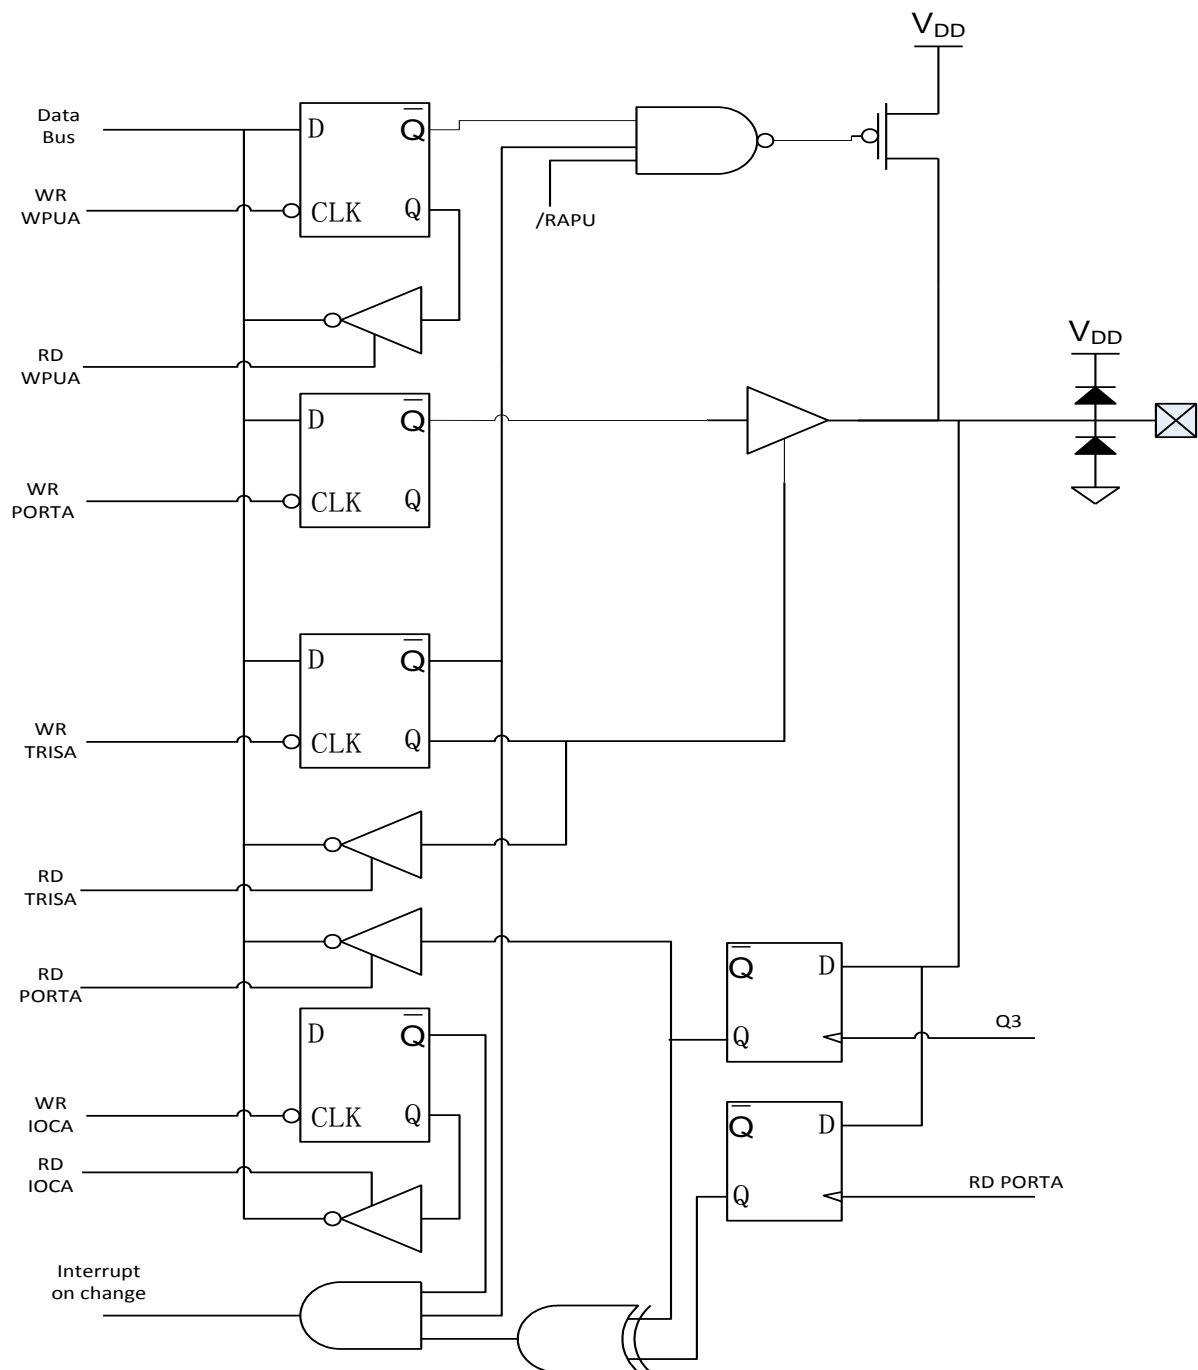 VDD
Data
Bus
D
Q̅
WR
WPUA
CLK
Q
/RAPU
RD
WPUA
VDD
D
Q̅
WR
PORTA
CLK
Q
D
Q̅
WR
TRISA
CLK
Q
RD
TRISA
RD
PORTA
Q̅
D
Q
Q3
D
Q̅
WR
IOCA
CLK
Q
Q̅
D
RD
IOCA
Q
RD PORTA
Interrupt
on change